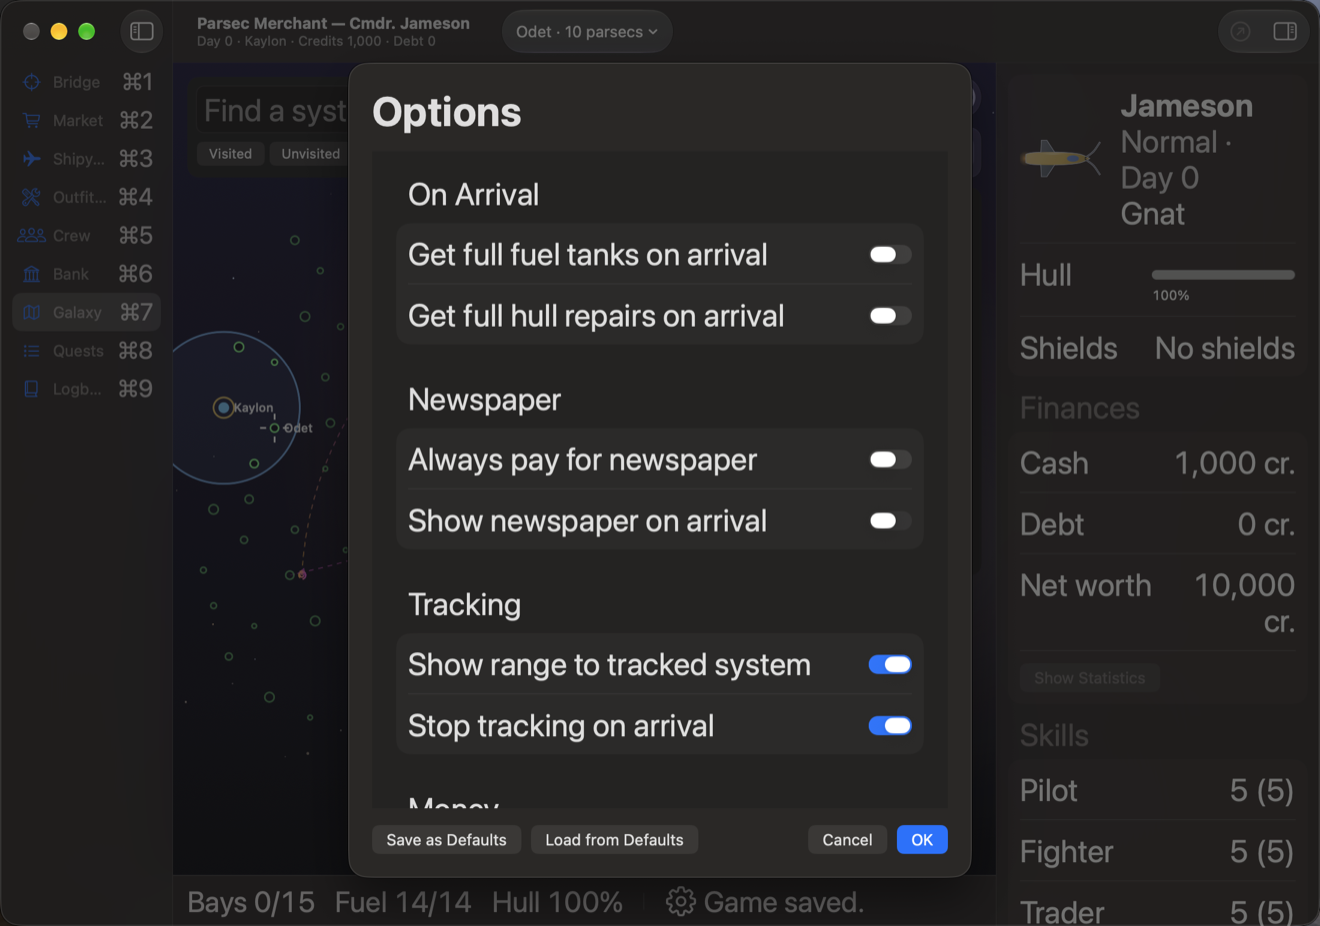 Parsec Merchant — Cmdr. Jameson
Day 0 · Kaylon · Credits 1,000 · Debt 0
Odet · 10 parsecs
Bridge ⌘1
Market ⌘2
Shipy... ⌘3
Outfit... ⌘4
Crew ⌘5
Bank ⌘6
Galaxy ⌘7
Quests ⌘8
Logb... ⌘9
Find a syst
Visited
Unvisited
Kaylon
Odet
Options
On Arrival
Get full fuel tanks on arrival
Get full hull repairs on arrival
Newspaper
Always pay for newspaper
Show newspaper on arrival
Tracking
Show range to tracked system
Stop tracking on arrival
Money
Save as Defaults
Load from Defaults
Cancel
OK
Jameson
Normal ·
Day 0
Gnat
Hull
100%
Shields No shields
Finances
Cash 1,000 cr.
Debt 0 cr.
Net worth 10,000
cr.
Show Statistics
Skills
Pilot 5 (5)
Fighter 5 (5)
Trader 5 (5)
Bays 0/15 Fuel 14/14 Hull 100% Game saved.